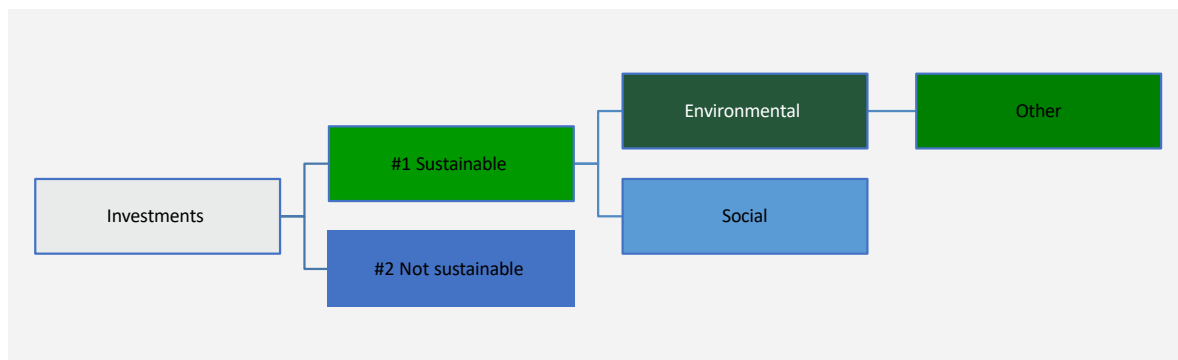 Environmental
Other
#1 Sustainable
Investments
Social
#2 Not sustainable